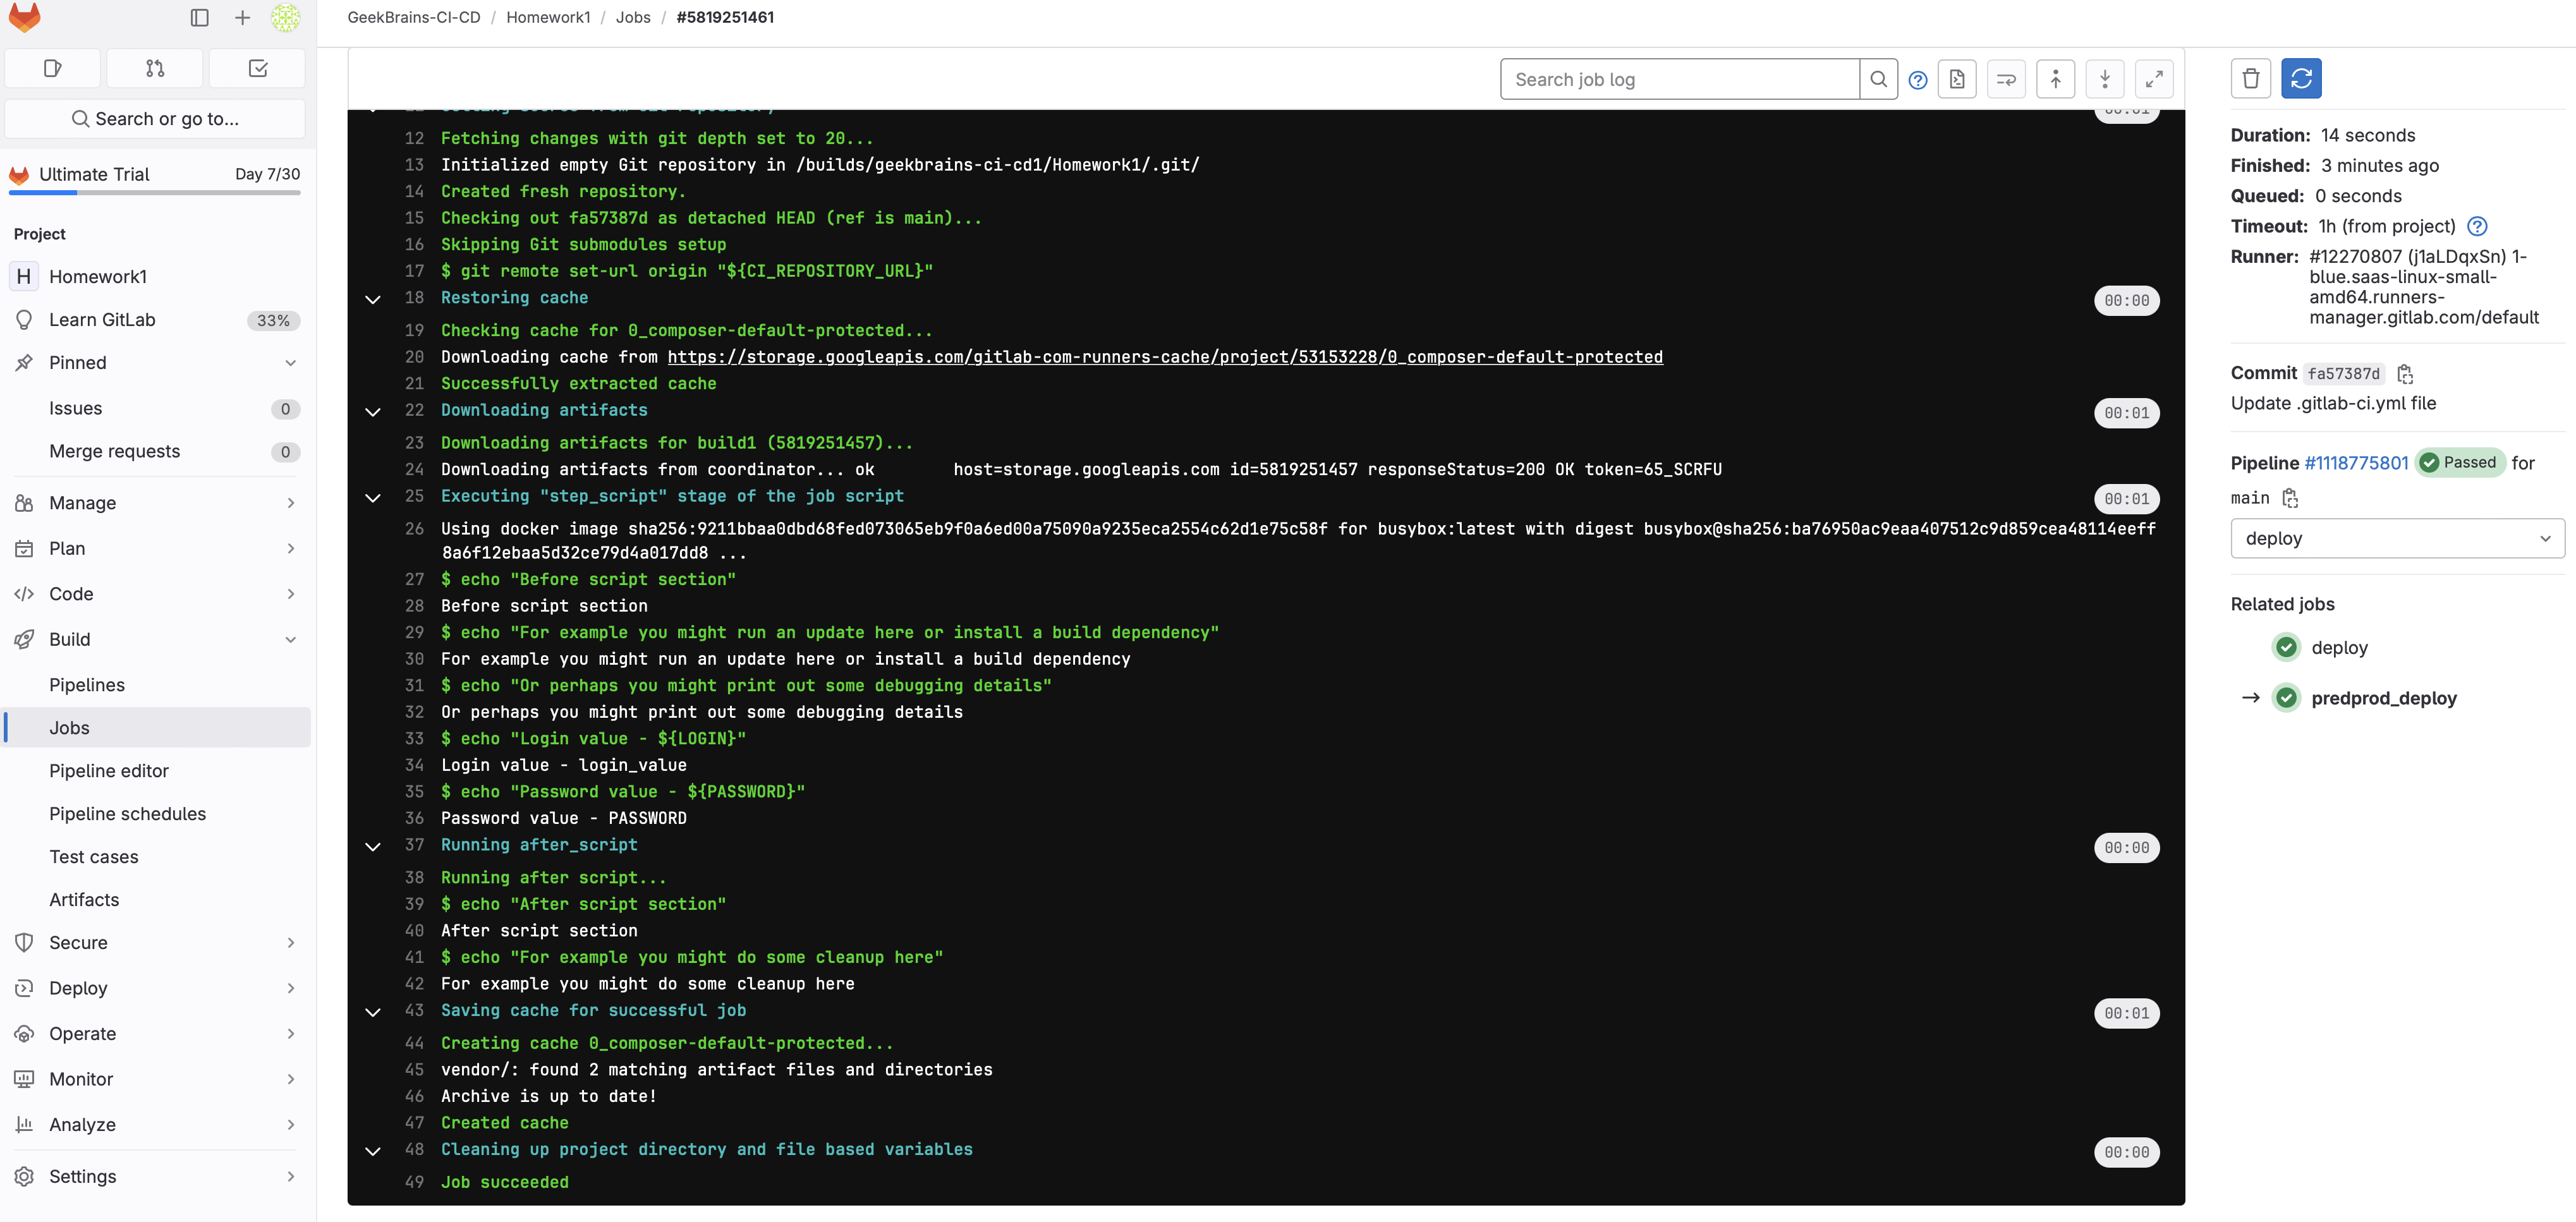 GeekBrains-CI-CD / Homework1 / Jobs / #5819251461
Search or go to...
Ultimate Trial Day 7/30
Project
H Homework1
Learn GitLab 33%
Pinned
Issues 0
Merge requests 0
Manage
Plan
Code
Build
Pipelines
Jobs
Pipeline editor
Pipeline schedules
Test cases
Artifacts
Secure
Deploy
Operate
Monitor
Analyze
Settings
Search job log
12 Fetching changes with git depth set to 20...
13 Initialized empty Git repository in /builds/geekbrains-ci-cd1/Homework1/.git/
14 Created fresh repository.
15 Checking out fa57387d as detached HEAD (ref is main)...
16 Skipping Git submodules setup
17 $ git remote set-url origin "${CI_REPOSITORY_URL}"
18 Restoring cache 00:00
19 Checking cache for 0_composer-default-protected...
20 Downloading cache from https://storage.googleapis.com/gitlab-com-runners-cache/project/53153228/0_composer-default-protected
21 Successfully extracted cache
22 Downloading artifacts 00:01
23 Downloading artifacts for build1 (5819251457)...
24 Downloading artifacts from coordinator... ok host=storage.googleapis.com id=5819251457 responseStatus=200 OK token=65_SCRFU
25 Executing "step_script" stage of the job script 00:01
26 Using docker image sha256:9211bbaa0dbd68fed073065eb9f0a6ed00a75090a9235eca2554c62d1e75c58f for busybox:latest with digest busybox@sha256:ba76950ac9eaa407512c9d859cea48114eeff
8a6f12ebaa5d32ce79d4a017dd8 ...
27 $ echo "Before script section"
28 Before script section
29 $ echo "For example you might run an update here or install a build dependency"
30 For example you might run an update here or install a build dependency
31 $ echo "Or perhaps you might print out some debugging details"
32 Or perhaps you might print out some debugging details
33 $ echo "Login value - ${LOGIN}"
34 Login value - login_value
35 $ echo "Password value - ${PASSWORD}"
36 Password value - PASSWORD
37 Running after_script 00:00
38 Running after script...
39 $ echo "After script section"
40 After script section
41 $ echo "For example you might do some cleanup here"
42 For example you might do some cleanup here
43 Saving cache for successful job 00:01
44 Creating cache 0_composer-default-protected...
45 vendor/: found 2 matching artifact files and directories
46 Archive is up to date!
47 Created cache
48 Cleaning up project directory and file based variables 00:00
49 Job succeeded
Duration: 14 seconds
Finished: 3 minutes ago
Queued: 0 seconds
Timeout: 1h (from project)
Runner: #12270807 (j1aLDqxSn) 1-
blue.saas-linux-small-
amd64.runners-
manager.gitlab.com/default
Commit fa57387d
Update .gitlab-ci.yml file
Pipeline #1118775801 Passed for
main
deploy
Related jobs
deploy
→ predprod_deploy